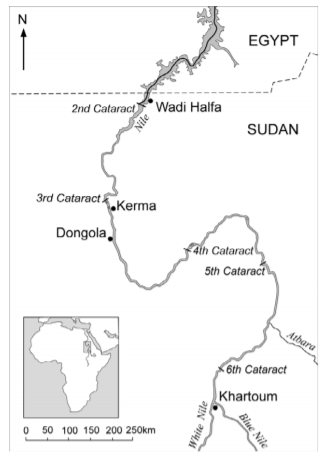 N
EGYPT
2nd Cataract
Wadi Halfa
Nile
SUDAN
3rd Cataract
Kerma
Dongola
4th Cataract
5th Cataract
Atbara
6th Cataract
Khartoum
White Nile
Blue Nile
0 50 100 150 200 250km